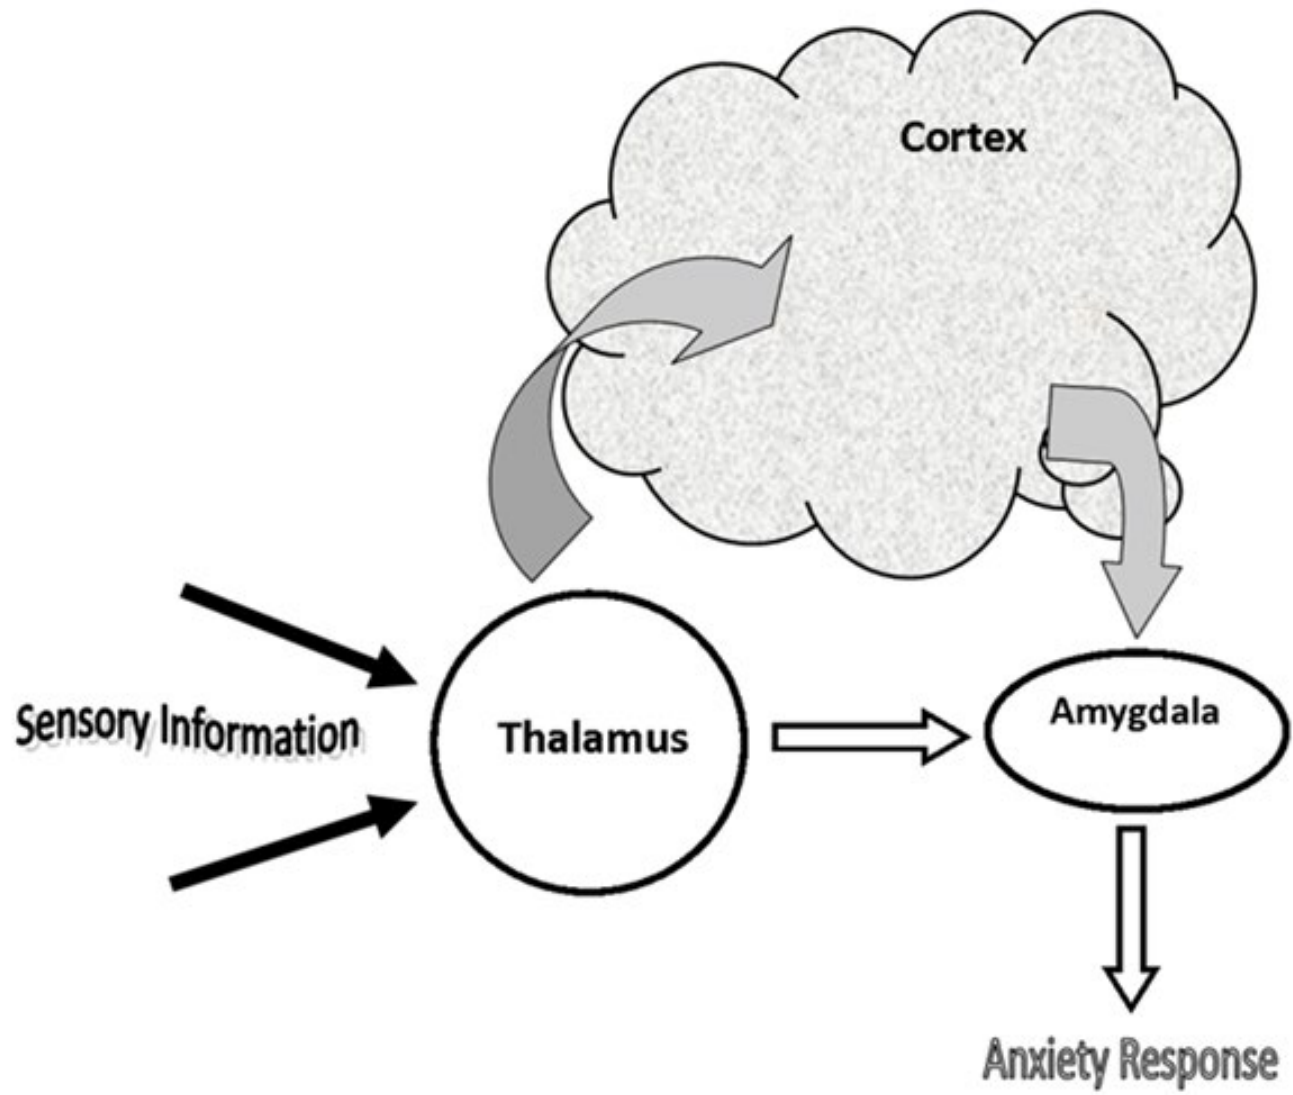 Cortex
Sensory Information
Thalamus
Amygdala
Anxiety Response